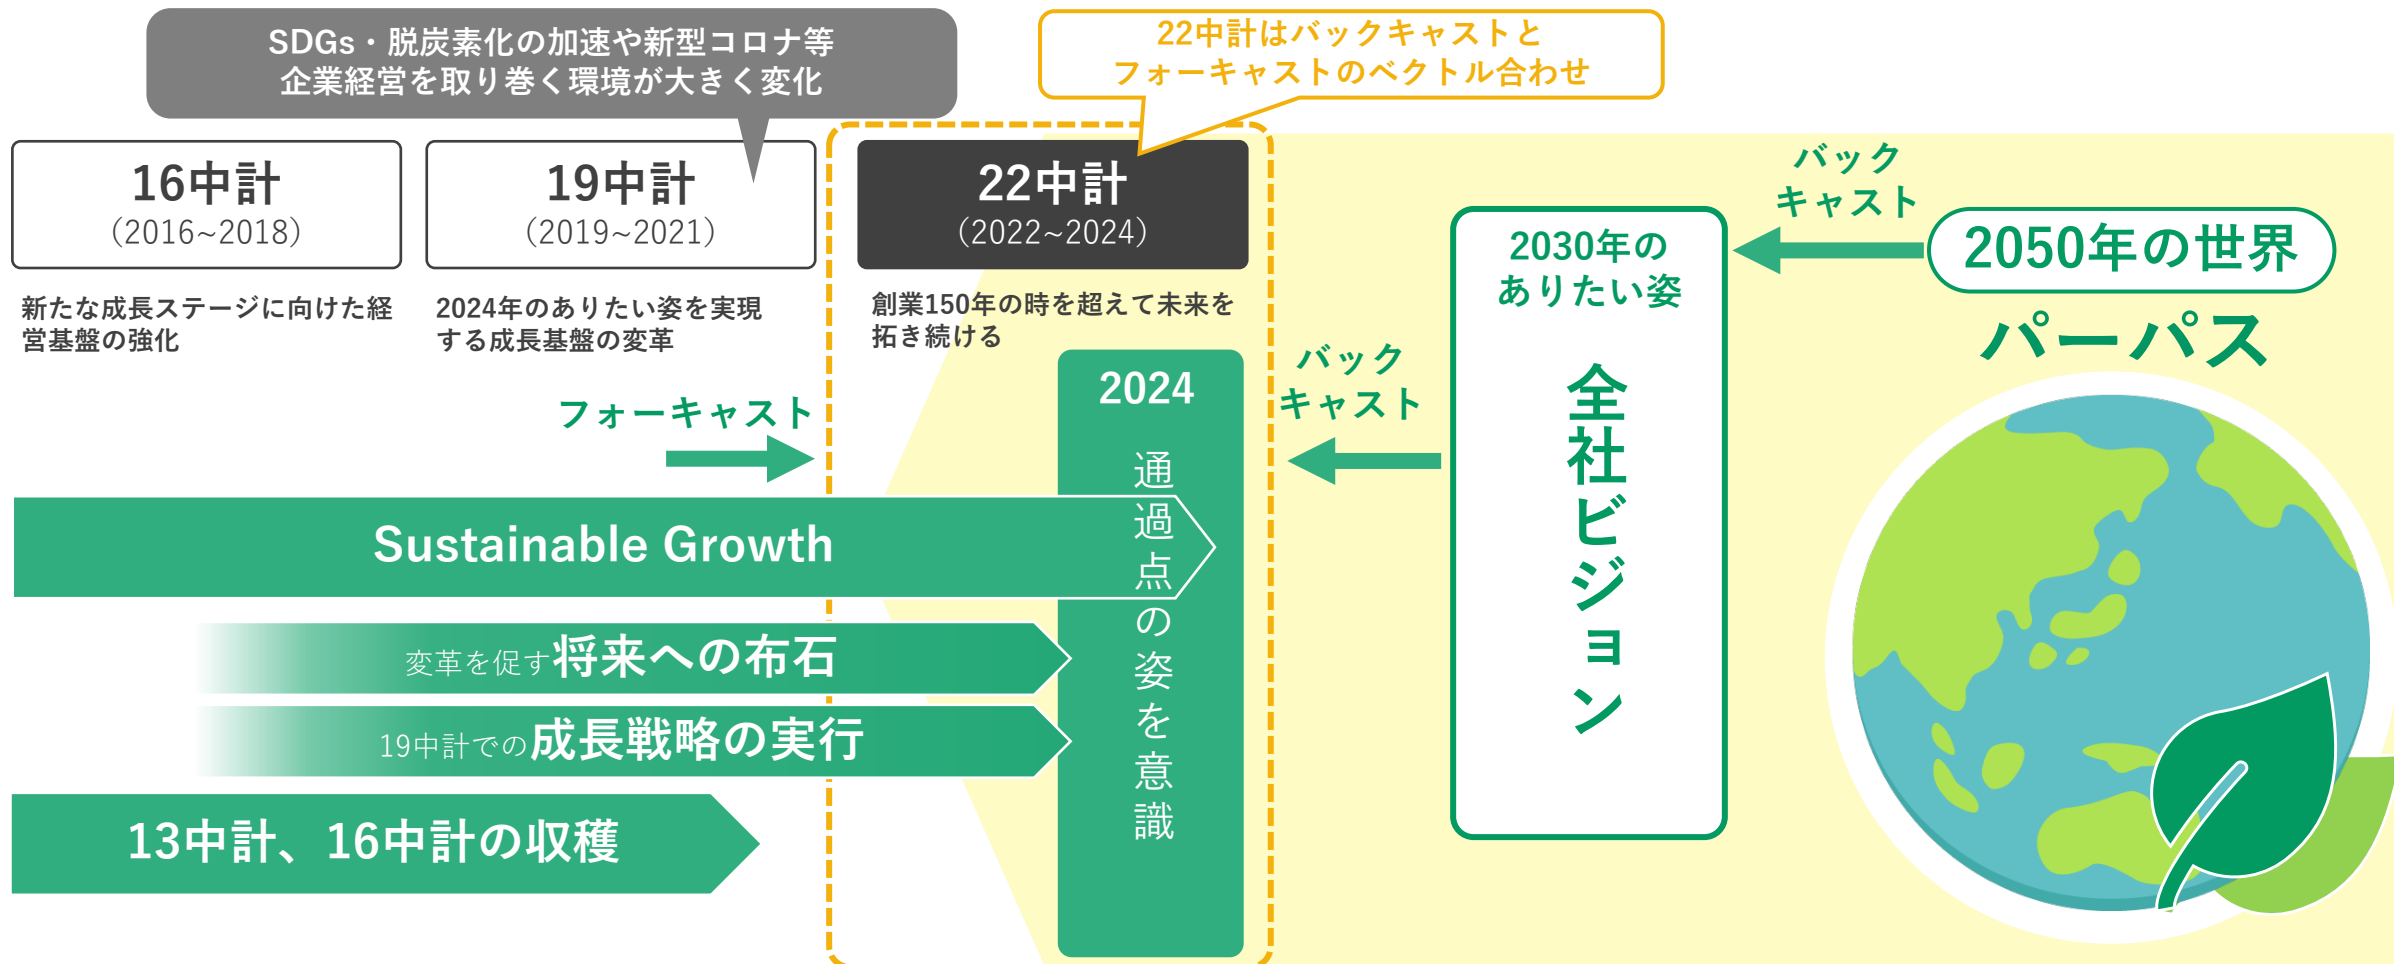 SDGs・脱炭素化の加速や新型コロナ等
企業経営を取り巻く環境が大きく変化
22中計はバックキャストと
フォーキャストのベクトル合わせ
16中計
（2016~2018）
新たな成長ステージに向けた経
営基盤の強化
19中計
（2019~2021）
2024年のありたい姿を実現
する成長基盤の変革
22中計
（2022~2024）
創業150年の時を超えて未来を
拓き続ける
フォーキャスト
2024
通過点の姿を意識
バック
キャスト
2030年の
ありたい姿
全社ビジョン
バック
キャスト
2050年の世界
パーパス
Sustainable Growth
変革を促す将来への布石
19中計での成長戦略の実行
13中計、16中計の収穫